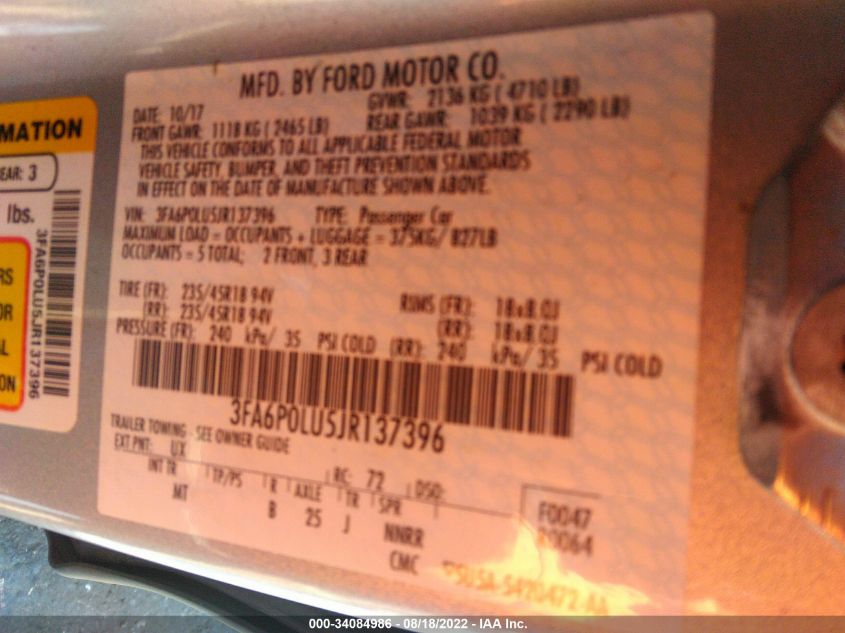 MFD. BY FORD MOTOR CO.
DATE: 10/17
GVWR: 2136 KG ( 4710 LB)
FRONT GAWR: 1118 KG ( 2465 LB)
REAR GAWR: 1039 KG ( 2290 LB)
THIS VEHICLE CONFORMS TO ALL APPLICABLE FEDERAL MOTOR
VEHICLE SAFETY, BUMPER, AND THEFT PREVENTION STANDARDS
IN EFFECT ON THE DATE OF MANUFACTURE SHOWN ABOVE.
VIN: 3FA6P0LU5JR137396 TYPE: Passenger Car
MAXIMUM LOAD = OCCUPANTS + LUGGAGE = 375KG/ 827LB
OCCUPANTS = 5 TOTAL; 2 FRONT, 3 REAR
TIRE (FR): 235/45R18 94V RIMS (FR): 18x8.0J
(RR): 235/45R18 94V (RR): 18x8.0J
PRESSURE (FR): 240 kPa/ 35 PSI COLD (RR): 240 kPa/ 35 PSI COLD
3FA6P0LU5JR137396
TRAILER TOWING - SEE OWNER GUIDE
EXT PNT: UX RC: 72 DSO:
INT TR TP/PS R AXLE TR SPR
MT B 25 J NNRR
CMC
F0047
R0064
MATION
EAR: 3
lbs.
RS
OR
AL
ON
3FA6P0LU5JR137396
000-34084986 - 08/18/2022 - IAA Inc.